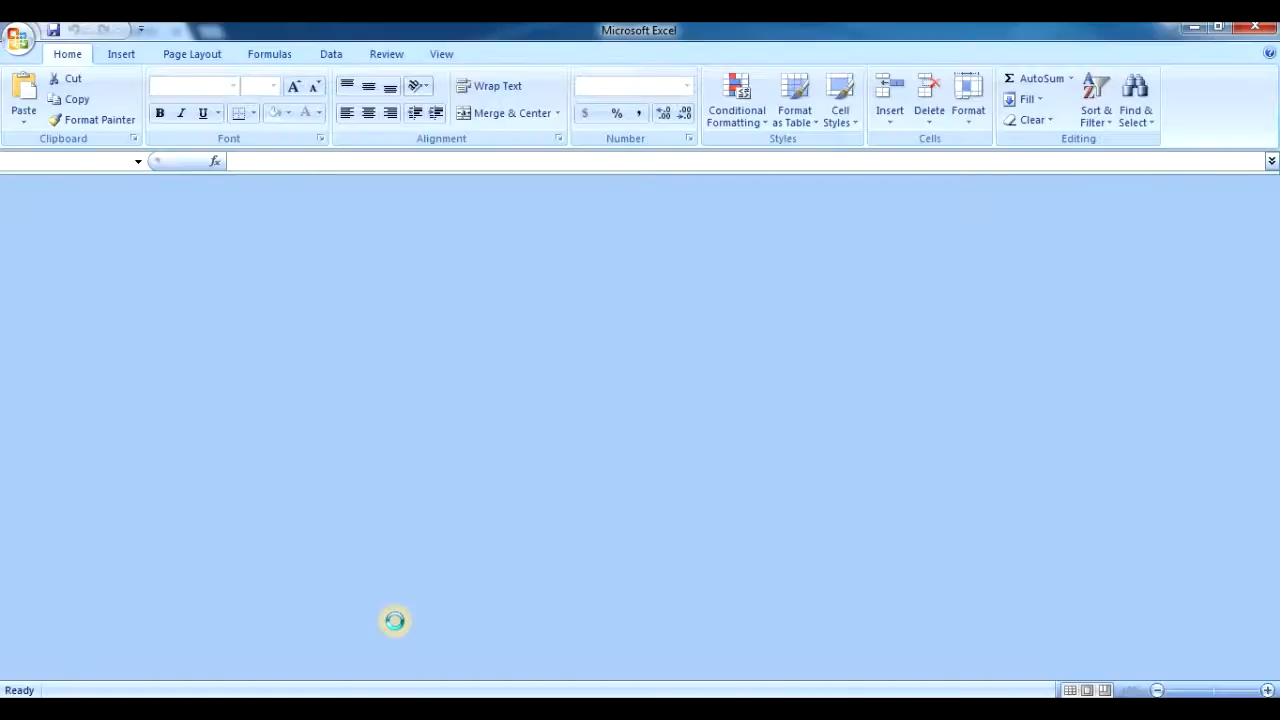 Microsoft Excel
Home Insert Page Layout Formulas Data Review View
Paste
Cut
Copy
Format Painter
Clipboard
B I U A
Font
Wrap Text
Merge & Center
Alignment
$ % ,
Number
Conditional Formatting
Format as Table
Cell Styles
Styles
Insert
Delete
Format
Cells
Σ AutoSum
Fill
Clear
Sort & Filter
Find & Select
Editing
fx
Ready